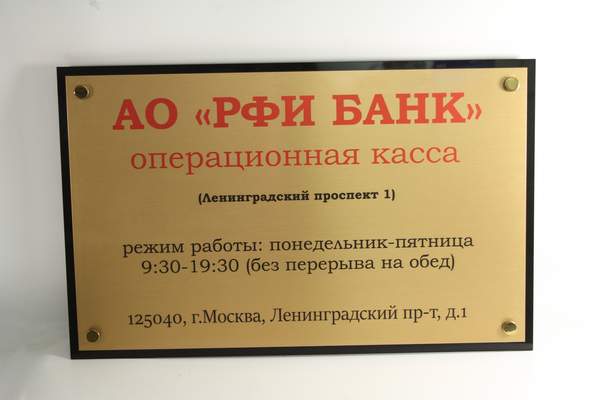 АО «РФИ БАНК»
операционная касса
(Ленинградский проспект 1)
режим работы: понедельник-пятница
9:30-19:30 (без перерыва на обед)
125040, г.Москва, Ленинградский пр-т, д.1